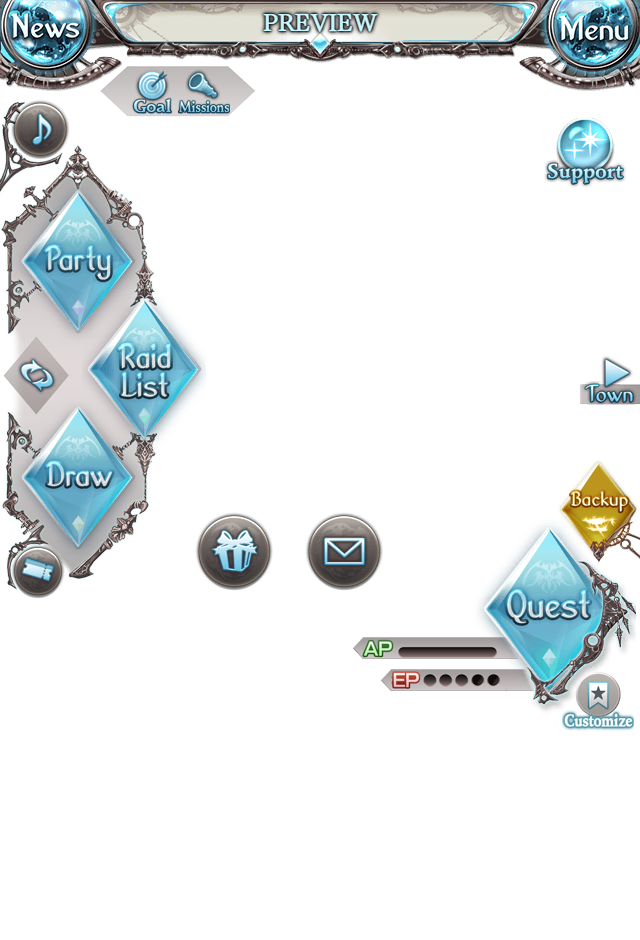 News
PREVIEW
Menu
Goal Missions
Support
Party
Raid
List
Town
Draw
Backup
Quest
AP
EP
Customize